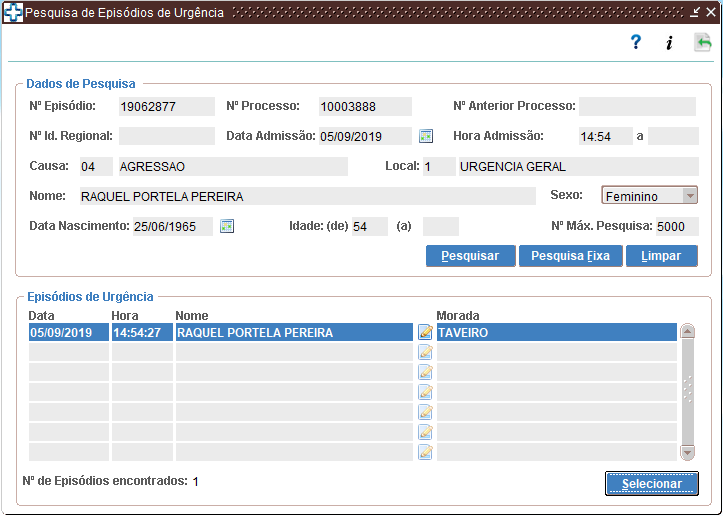 Pesquisa de Episódios de Urgência
? i
Dados de Pesquisa
Nº Episódio: 19062877 Nº Processo: 10003888 Nº Anterior Processo:
Nº Id. Regional: Data Admissão: 05/09/2019 Hora Admissão: 14:54 a
Causa: 04 AGRESSAO Local: 1 URGENCIA GERAL
Nome: RAQUEL PORTELA PEREIRA Sexo: Feminino
Data Nascimento: 25/06/1965 Idade: (de) 54 (a) Nº Máx. Pesquisa: 5000
Pesquisar Pesquisa Fixa Limpar
Episódios de Urgência
Data Hora Nome Morada
05/09/2019 14:54:27 RAQUEL PORTELA PEREIRA TAVEIRO
Nº de Episódios encontrados: 1 Selecionar